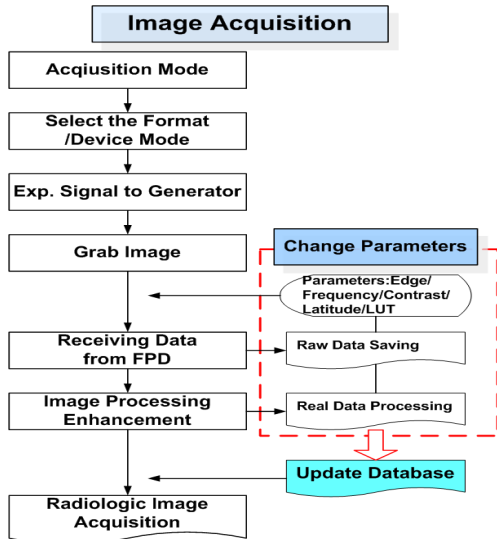 Image Acquisition
Acqiusition Mode
Select the Format
/Device Mode
Exp. Signal to Generator
Grab Image
Change Parameters
Parameters:Edge/
Frequency/Contrast/
Latitude/LUT
Receiving Data
from FPD
Raw Data Saving
Image Processing
Enhancement
Real Data Processing
Update Database
Radiologic Image
Acquisition